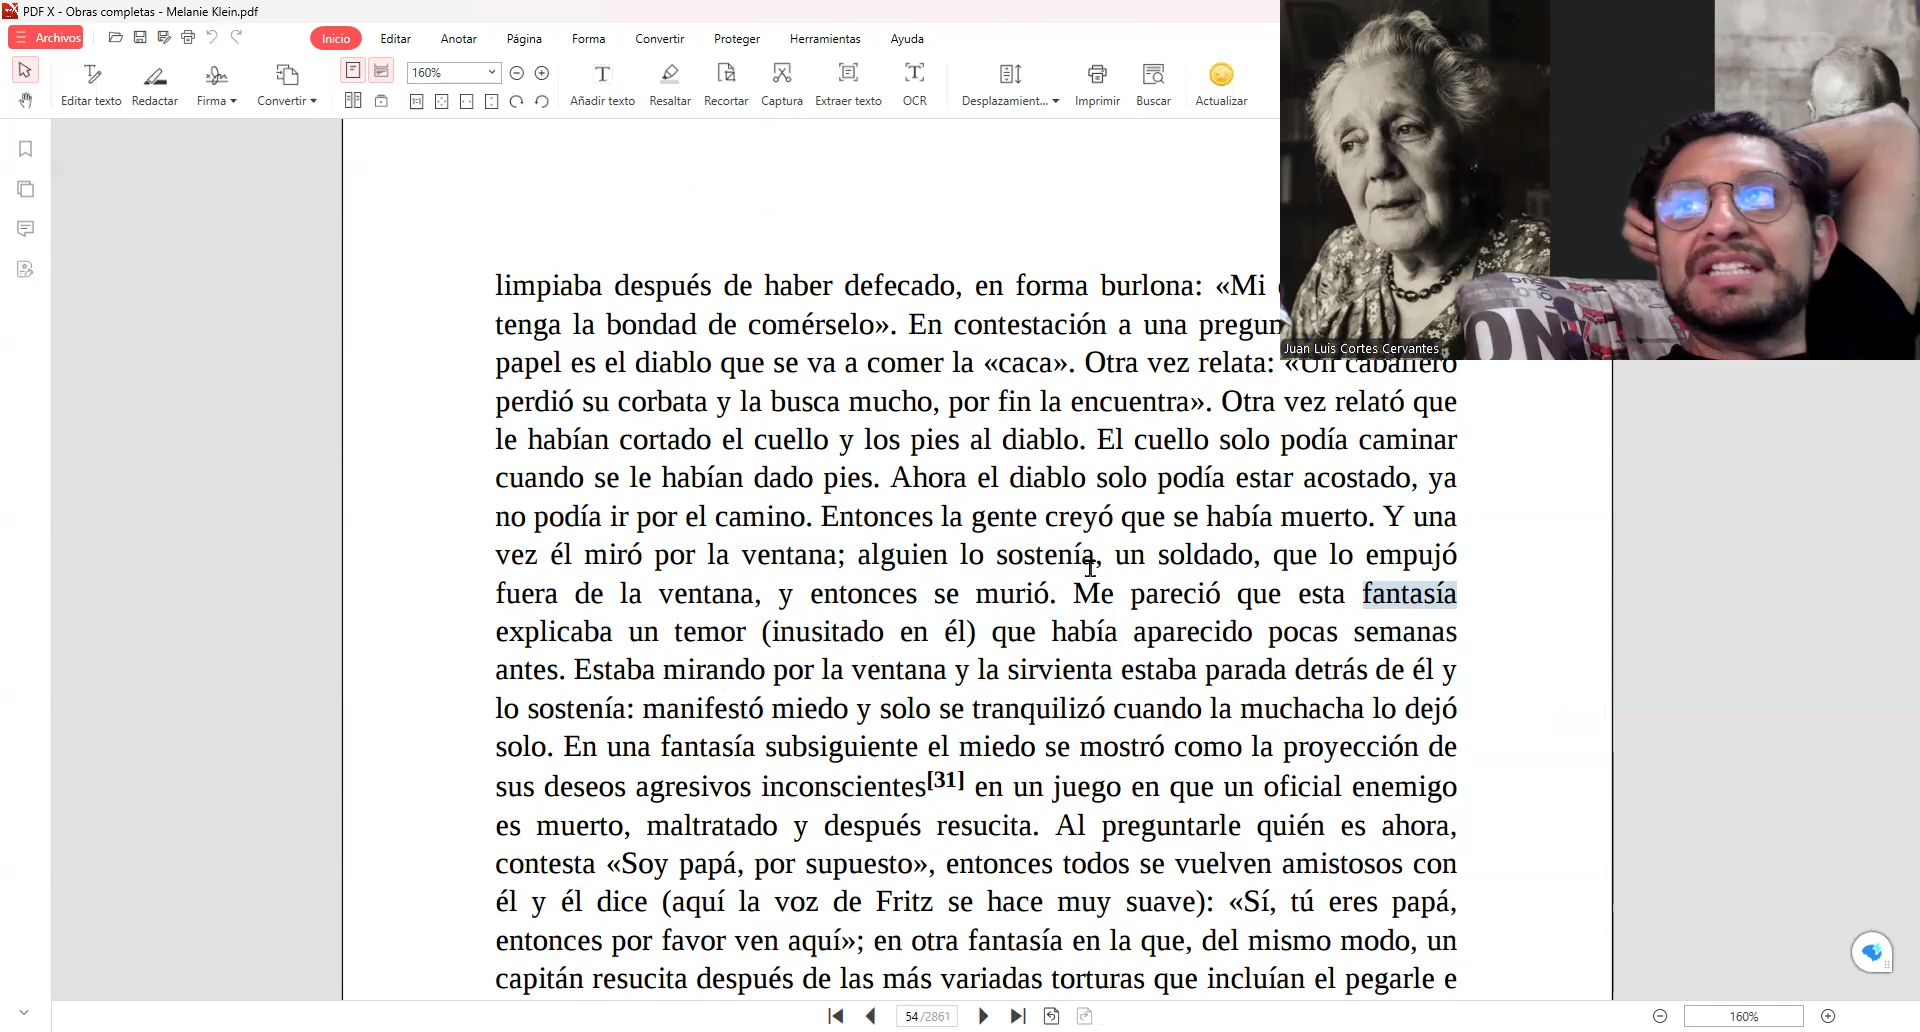 PDF X - Obras completas - Melanie Klein.pdf
Archivos
Inicio
Editar
Anotar
Página
Forma
Convertir
Proteger
Herramientas
Ayuda
160%
Editar texto
Redactar
Firma
Convertir
Añadir texto
Resaltar
Recortar
Captura
Extraer texto
OCR
Desplazamient...
Imprimir
Buscar
Actualizar
Juan Luis Cortes Cervantes
limpiaba después de haber defecado, en forma burlona: «Mi
tenga la bondad de comérselo». En contestación a una
papel es el diablo que se va a comer la «caca». Otra vez relata: «Un caballero
perdió su corbata y la busca mucho, por fin la encuentra». Otra vez relató que
le habían cortado el cuello y los pies al diablo. El cuello solo podía caminar
cuando se le habían dado pies. Ahora el diablo solo podía estar acostado, ya
no podía ir por el camino. Entonces la gente creyó que se había muerto. Y una
vez él miró por la ventana; alguien lo sostenía, un soldado, que lo empujó
fuera de la ventana, y entonces se murió. Me pareció que esta fantasía
explicaba un temor (inusitado en él) que había aparecido pocas semanas
antes. Estaba mirando por la ventana y la sirvienta estaba parada detrás de él y
lo sostenía: manifestó miedo y solo se tranquilizó cuando la muchacha lo dejó
solo. En una fantasía subsiguiente el miedo se mostró como la proyección de
sus deseos agresivos inconscientes[31] en un juego en que un oficial enemigo
es muerto, maltratado y después resucita. Al preguntarle quién es ahora,
contesta «Soy papá, por supuesto», entonces todos se vuelven amistosos con
él y él dice (aquí la voz de Fritz se hace muy suave): «Sí, tú eres papá,
entonces por favor ven aquí»; en otra fantasía en la que, del mismo modo, un
capitán resucita después de las más variadas torturas que incluían el pegarle e
54 /2861
160%